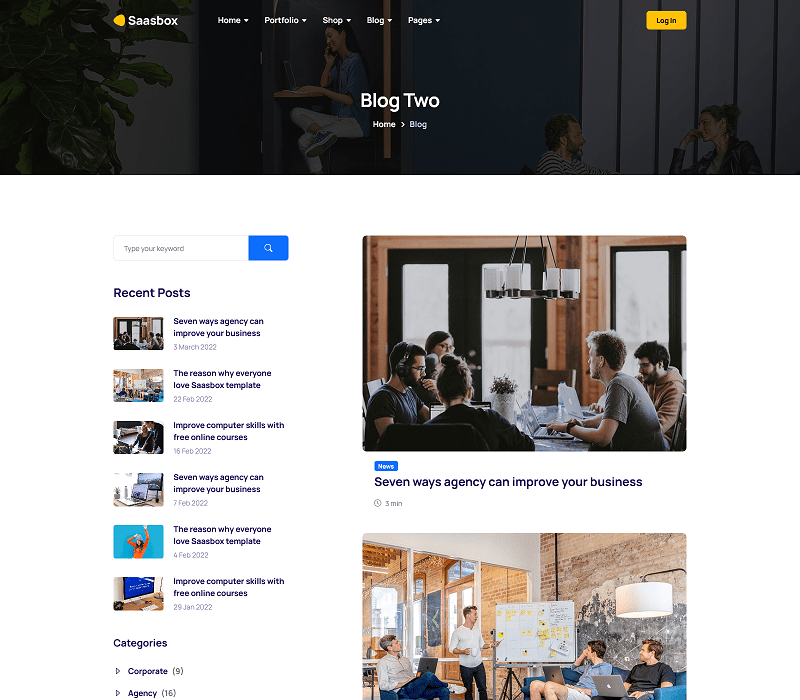 Saasbox
Home Portfolio Shop Blog Pages
Log In
Blog Two
Home > Blog
Type your keyword
Recent Posts
Seven ways agency can
improve your business
3 March 2022
The reason why everyone
love Saasbox template
22 Feb 2022
Improve computer skills with
free online courses
16 Feb 2022
Seven ways agency can
improve your business
7 Feb 2022
The reason why everyone
love Saasbox template
4 Feb 2022
Improve computer skills with
free online courses
29 Jan 2022
Categories
Corporate (9)
Agency (16)
News
Seven ways agency can improve your business
3 min